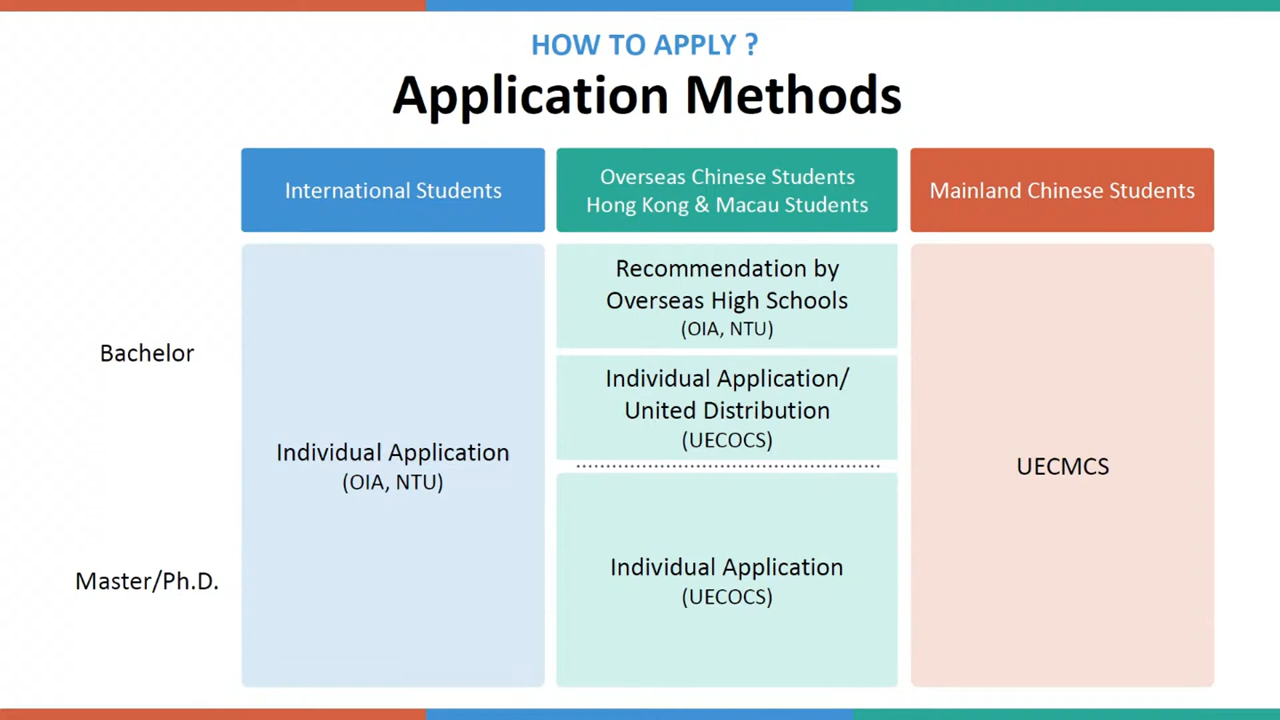 HOW TO APPLY ?
Application Methods
International Students
Overseas Chinese Students
Hong Kong & Macau Students
Mainland Chinese Students
Bachelor
Master/Ph.D.
Individual Application
(OIA, NTU)
Recommendation by
Overseas High Schools
(OIA, NTU)
Individual Application/
United Distribution
(UECOCS)
Individual Application
(UECOCS)
UECMCS